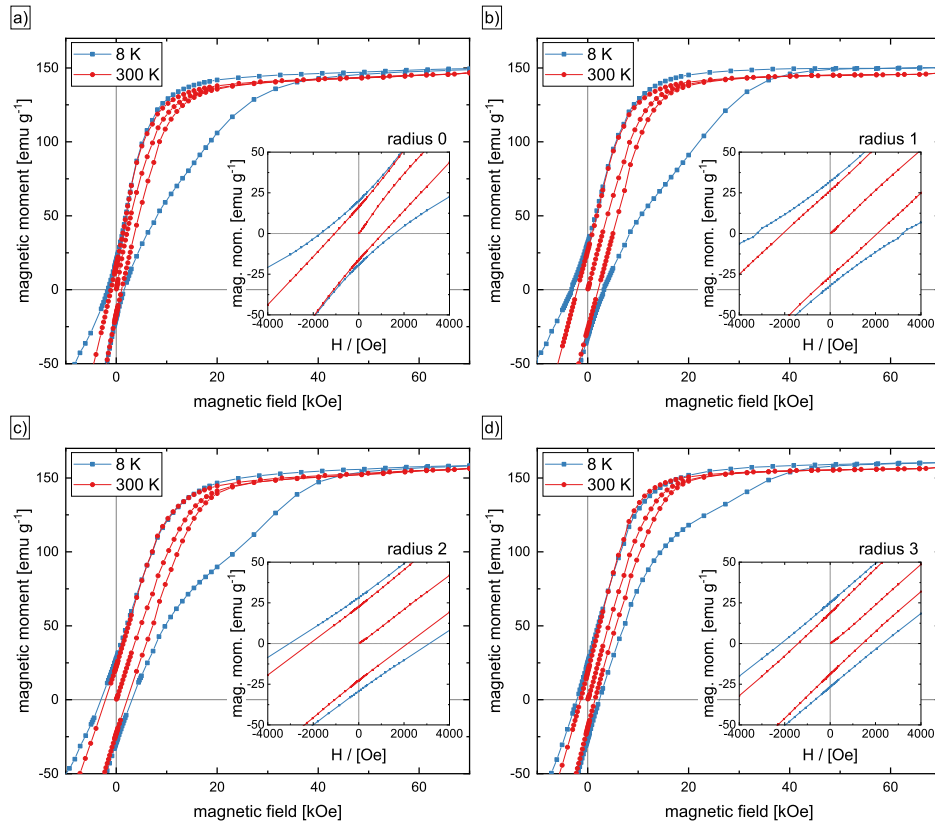 a)
8 K
300 K
magnetic moment [emu g-1]
150
100
50
0
-50
0 20 40 60
magnetic field [kOe]
radius 0
mag. mom. [emu g-1]
50
25
0
-25
-50
-4000 -2000 0 2000 4000
H / [Oe]
b)
8 K
300 K
magnetic moment [emu g-1]
150
100
50
0
-50
0 20 40 60
magnetic field [kOe]
radius 1
mag. mom. [emu g-1]
50
25
0
-25
-50
-4000 -2000 0 2000 4000
H / [Oe]
c)
8 K
300 K
magnetic moment [emu g-1]
150
100
50
0
-50
0 20 40 60
magnetic field [kOe]
radius 2
mag. mom. [emu g-1]
50
25
0
-25
-50
-4000 -2000 0 2000 4000
H / [Oe]
d)
8 K
300 K
magnetic moment [emu g-1]
150
100
50
0
-50
0 20 40 60
magnetic field [kOe]
radius 3
mag. mom. [emu g-1]
50
25
0
-25
-50
-4000 -2000 0 2000 4000
H / [Oe]